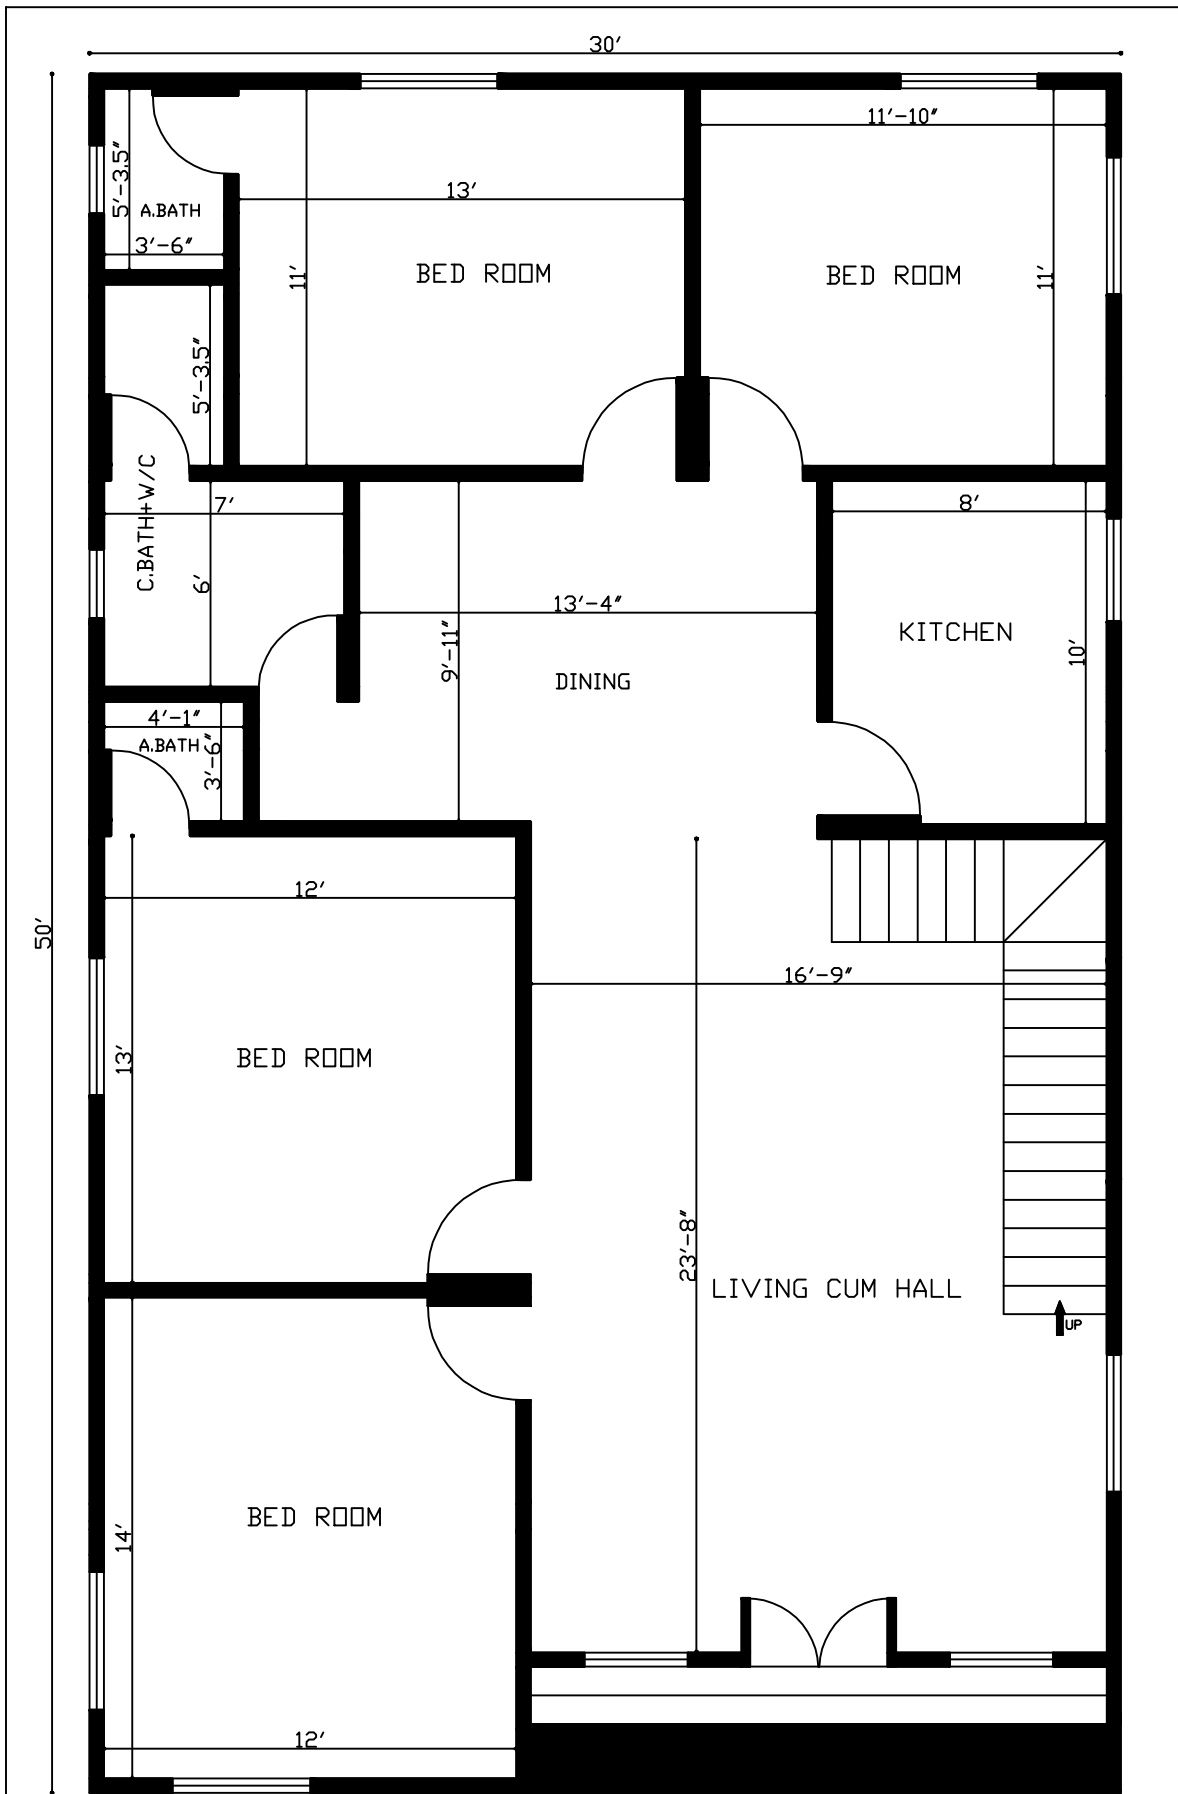 30'
11'-10"
5'-3.5"
A.BATH
13'
3'-6"
BED ROOM
BED ROOM
11'
11'
5'-3.5"
C.BATH+W/C
7'
8'
6'
13'-4"
9'-11"
KITCHEN
10'
DINING
4'-1"
A.BATH
3'-6"
12'
50'
16'-9"
13'
BED ROOM
23'-8"
LIVING CUM HALL
UP
BED ROOM
14'
12'